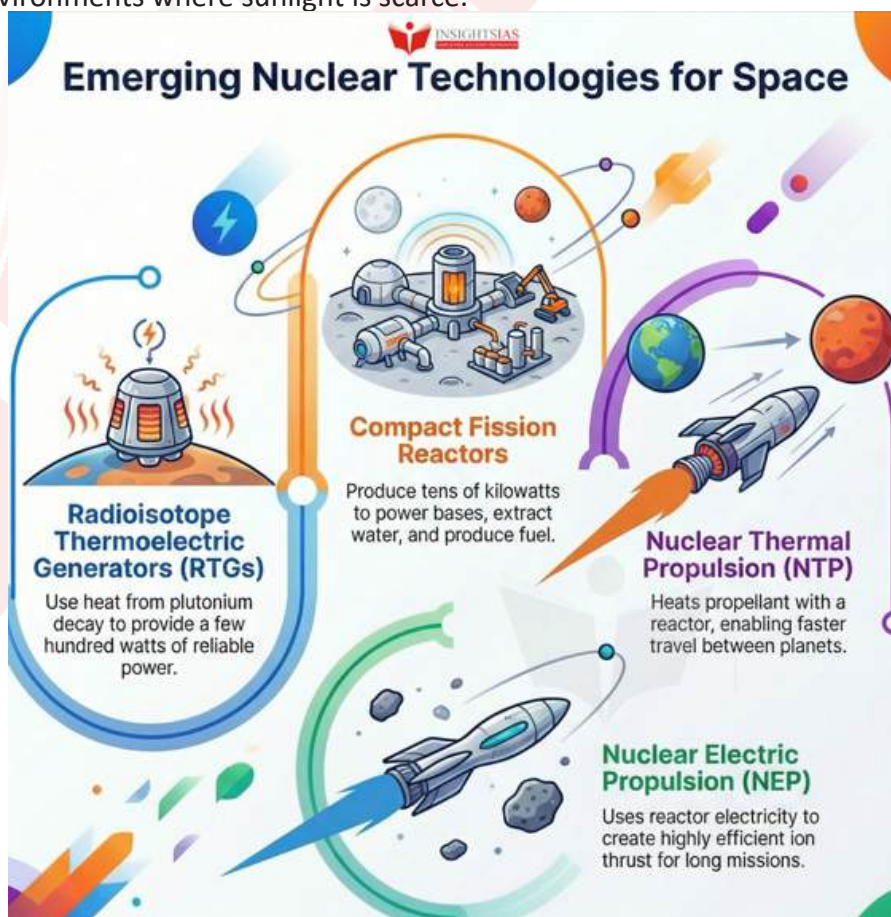 vironments where sunlight is scarce.
INSIGHTSIAS
Emerging Nuclear Technologies for Space
Compact Fission
Reactors
Produce tens of kilowatts
to power bases, extract
water, and produce fuel.
Radioisotope
Thermoelectric
Generators (RTGs)
Use heat from plutonium
decay to provide a few
hundred watts of reliable
power.
Nuclear Thermal
Propulsion (NTP)
Heats propellant with a
reactor, enabling faster
travel between planets.
Nuclear Electric
Propulsion (NEP)
Uses reactor electricity to
create highly efficient ion
thrust for long missions.